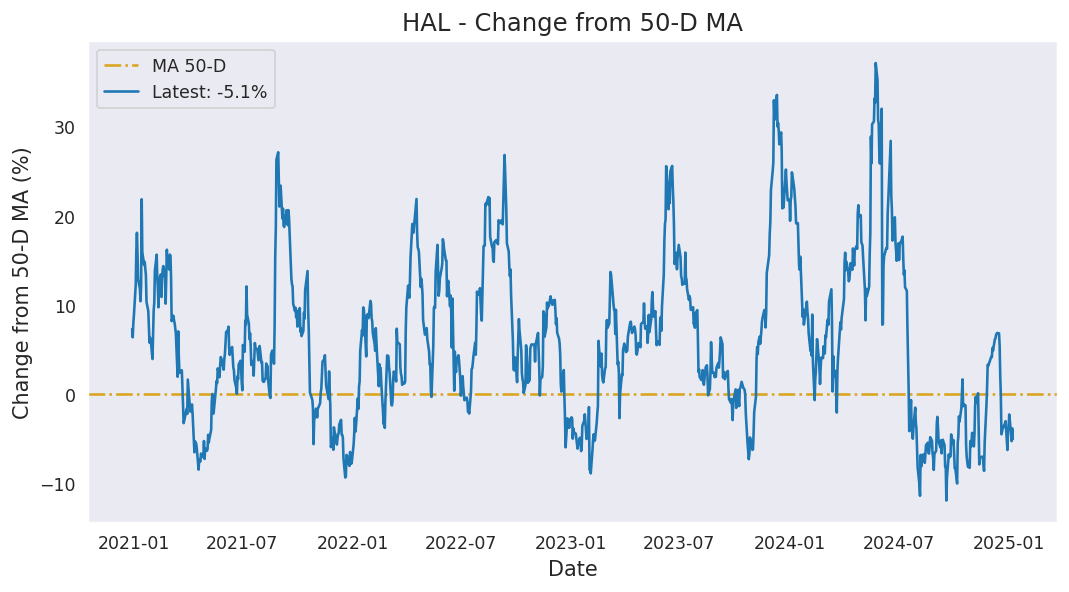 HAL - Change from 50-D MA
MA 50-D
Latest: -5.1%
Change from 50-D MA (%)
30
20
10
0
−10
2021-01 2021-07 2022-01 2022-07 2023-01 2023-07 2024-01 2024-07 2025-01
Date